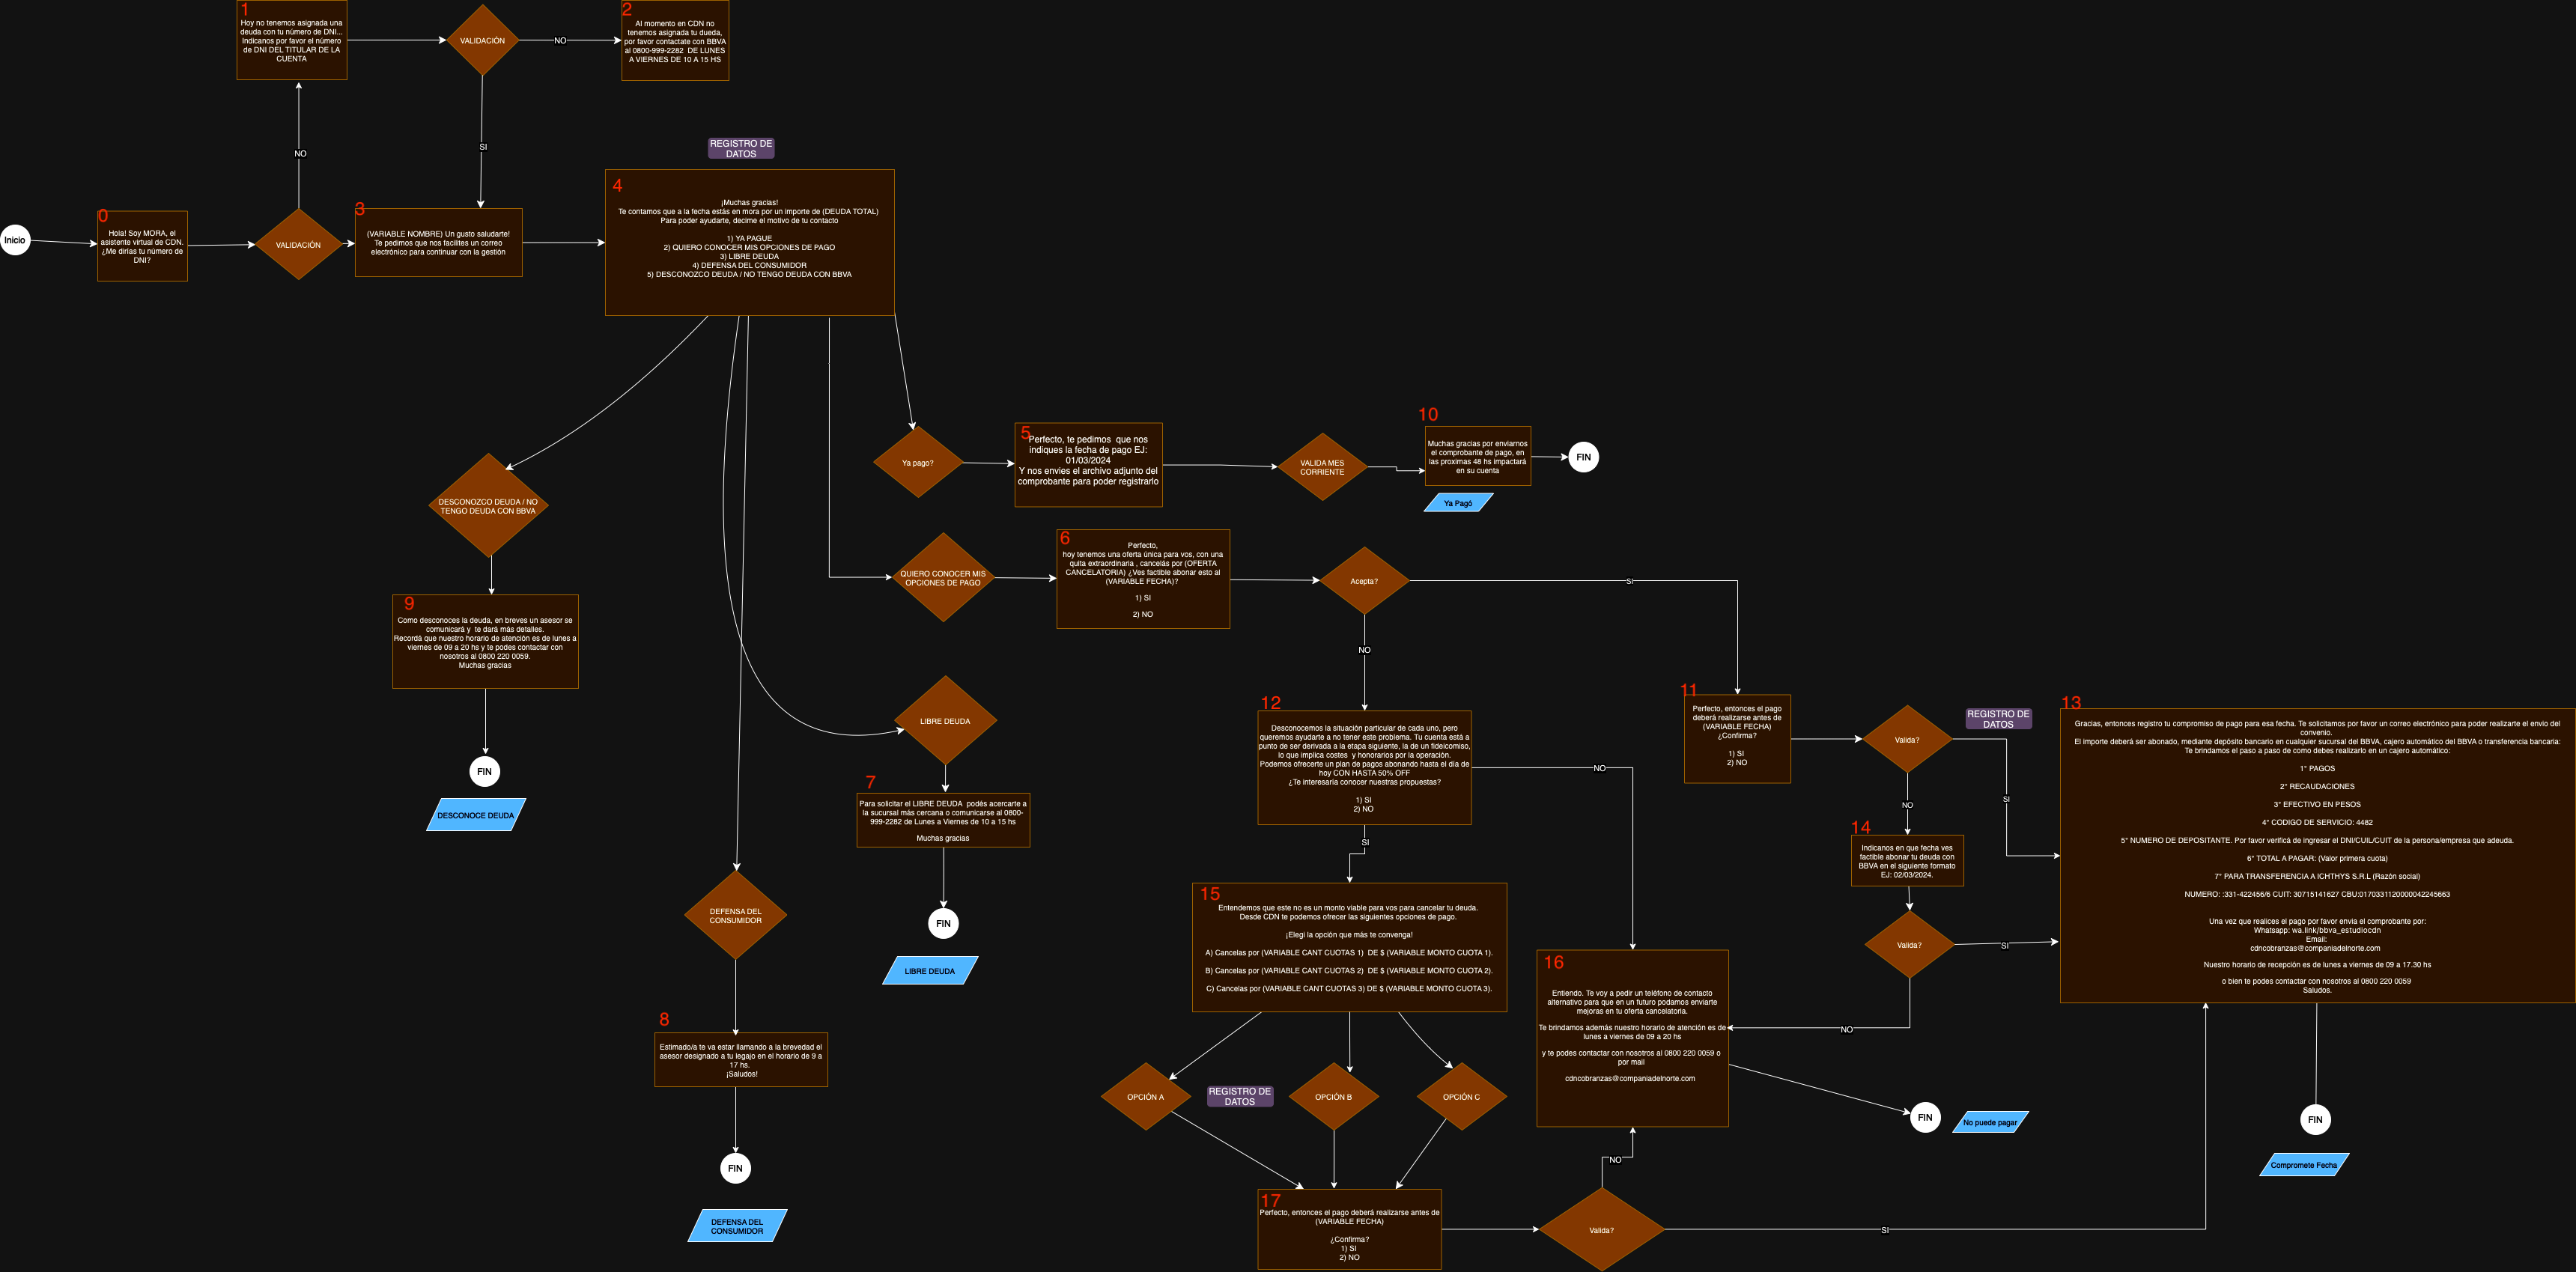 1
Hoy no tenemos asignada una
deuda con tu número de DNI...
Indicanos por favor el número
de DNI DEL TITULAR DE LA
CUENTA
VALIDACIÓN
NO
2
Al momento en CDN no
tenemos asignada tu dueda,
por favor contactate con BBVA
al 0800-999-2282 DE LUNES
A VIERNES DE 10 A 15 HS
NO
SI
REGISTRO DE
DATOS
Inicio
0
Hola! Soy MORA, el
asistente virtual de CDN.
¿Me dirías tu número de
DNI?
VALIDACIÓN
3
(VARIABLE NOMBRE) Un gusto saludarte!
Te pedimos que nos facilites un correo
electrónico para continuar con la gestión
4
¡Muchas gracias!
Te contamos que a la fecha estás en mora por un importe de (DEUDA TOTAL)
Para poder ayudarte, decime el motivo de tu contacto
1) YA PAGUE
2) QUIERO CONOCER MIS OPCIONES DE PAGO
3) LIBRE DEUDA
4) DEFENSA DEL CONSUMIDOR
5) DESCONOZCO DEUDA / NO TENGO DEUDA CON BBVA
Ya pago?
5
Perfecto, te pedimos que nos
indiques la fecha de pago EJ:
01/03/2024
Y nos envies el archivo adjunto del
comprobante para poder registrarlo
VALIDA MES
CORRIENTE
10
Muchas gracias por enviarnos
el comprobante de pago, en
las proximas 48 hs impactará
en su cuenta
FIN
Ya Pagó
DESCONOZCO DEUDA / NO
TENGO DEUDA CON BBVA
9
Como desconoces la deuda, en breves un asesor se
comunicará y te dará más detalles.
Recordà que nuestro horario de atención es de lunes a
viernes de 09 a 20 hs y te podes contactar con
nosotros al 0800 220 0059.
Muchas gracias
FIN
DESCONOCE DEUDA
QUIERO CONOCER MIS
OPCIONES DE PAGO
6
Perfecto,
hoy tenemos una oferta única para vos, con una
quita extraordinaria , cancelás por (OFERTA
CANCELATORIA) ¿Ves factible abonar esto al
(VARIABLE FECHA)?
1) SI
2) NO
Acepta?
SI
NO
LIBRE DEUDA
7
Para solicitar el LIBRE DEUDA podés acercarte a
la sucursal más cercana o comunicarse al 0800-
999-2282 de Lunes a Viernes de 10 a 15 hs
Muchas gracias
FIN
LIBRE DEUDA
DEFENSA DEL
CONSUMIDOR
8
Estimado/a te va estar llamando a la brevedad el
asesor designado a tu legajo en el horario de 9 a
17 hs.
¡Saludos!
FIN
DEFENSA DEL
CONSUMIDOR
12
Desconocemos la situación particular de cada uno, pero
queremos ayudarte a no tener este problema. Tu cuenta está a
punto de ser derivada a la etapa siguiente, la de un fideicomiso,
lo que implica costes y honorarios por la operación.
Podemos ofrecerte un plan de pagos abonando hasta el día de
hoy CON HASTA 50% OFF
¿Te interesaría conocer nuestras propuestas?
1) SI
2) NO
NO
SI
11
Perfecto, entonces el pago
deberá realizarse antes de
(VARIABLE FECHA)
¿Confirma?
1) SI
2) NO
Valida?
REGISTRO DE
DATOS
SI
NO
14
Indicanos en que fecha ves
factible abonar tu deuda con
BBVA en el siguiente formato
EJ: 02/03/2024.
Valida?
SI
NO
13
Gracias, entonces registro tu compromiso de pago para esa fecha. Te solicitamos por favor un correo electrónico para poder realizarte el envio del
convenio.
El importe deberá ser abonado, mediante depósito bancario en cualquier sucursal del BBVA, cajero automático del BBVA o transferencia bancaria:
Te brindamos el paso a paso de como debes realizarlo en un cajero automático:
1° PAGOS
2° RECAUDACIONES
3° EFECTIVO EN PESOS
4° CODIGO DE SERVICIO: 4482
5° NUMERO DE DEPOSITANTE. Por favor verificá de ingresar el DNI/CUIL/CUIT de la persona/empresa que adeuda.
6° TOTAL A PAGAR: (Valor primera cuota)
7° PARA TRANSFERENCIA A ICHTHYS S.R.L (Razón social)
NUMERO: :331-422456/6 CUIT: 30715141627 CBU:0170331120000042245663
Una vez que realices el pago por favor envia el comprobante por:
Whatsapp: wa.link/bbva_estudiocdn
Email:
cdncobranzas@companiadelnorte.com
Nuestro horario de recepción es de lunes a viernes de 09 a 17.30 hs
o bien te podes contactar con nosotros al 0800 220 0059
Saludos.
FIN
Compromete Fecha
15
Entendemos que este no es un monto viable para vos para cancelar tu deuda.
Desde CDN te podemos ofrecer las siguientes opciones de pago.
¡Elegi la opción que más te convenga!
A) Cancelas por (VARIABLE CANT CUOTAS 1) DE $ (VARIABLE MONTO CUOTA 1).
B) Cancelas por (VARIABLE CANT CUOTAS 2) DE $ (VARIABLE MONTO CUOTA 2).
C) Cancelas por (VARIABLE CANT CUOTAS 3) DE $ (VARIABLE MONTO CUOTA 3).
OPCIÓN A
REGISTRO DE
DATOS
OPCIÓN B
OPCIÓN C
16
Entiendo. Te voy a pedir un teléfono de contacto
alternativo para que en un futuro podamos enviarte
mejoras en tu oferta cancelatoria.
Te brindamos además nuestro horario de atención es de
lunes a viernes de 09 a 20 hs
y te podes contactar con nosotros al 0800 220 0059 o
por mail
cdncobranzas@companiadelnorte.com
FIN
No puede pagar
17
Perfecto, entonces el pago deberá realizarse antes de
(VARIABLE FECHA)
¿Confirma?
1) SI
2) NO
Valida?
NO
SI